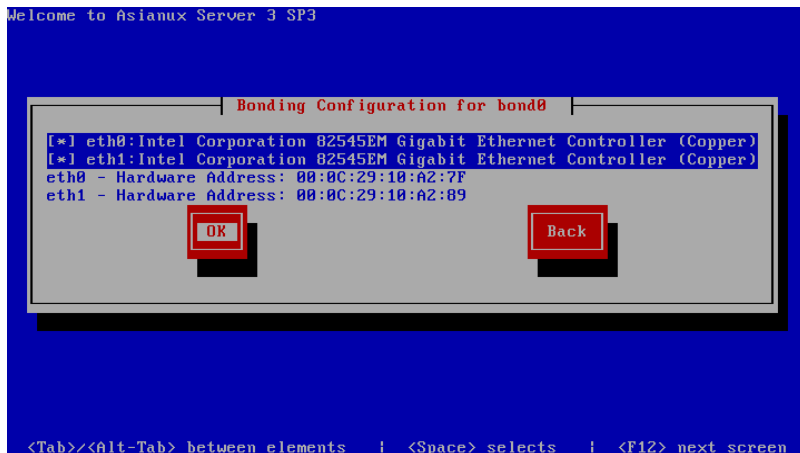 Welcome to Asianux Server 3 SP3
Bonding Configuration for bond0
[*] eth0:Intel Corporation 82545EM Gigabit Ethernet Controller (Copper)
[*] eth1:Intel Corporation 82545EM Gigabit Ethernet Controller (Copper)
eth0 - Hardware Address: 00:0C:29:10:A2:7F
eth1 - Hardware Address: 00:0C:29:10:A2:89
OK Back
<Tab>/<Alt-Tab> between elements | <Space> selects | <F12> next screen